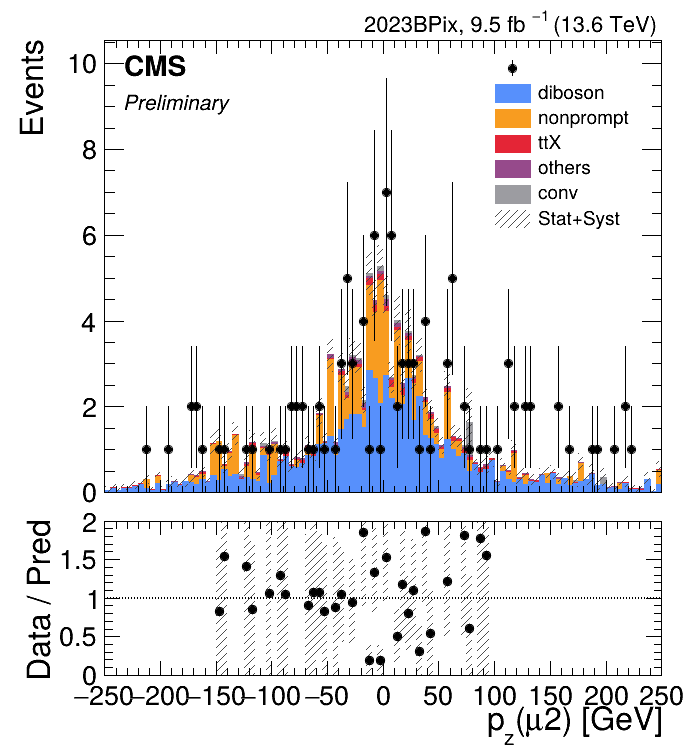 2023BPix, 9.5 fb⁻¹ (13.6 TeV)
CMS
Preliminary
Events
10
8
6
4
2
0
diboson
nonprompt
ttX
others
conv
Stat+Syst
Data / Pred
2
1.5
1
0.5
0
−250 −200 −150 −100 −50 0 50 100 150 200 250
p_z(μ2) [GeV]